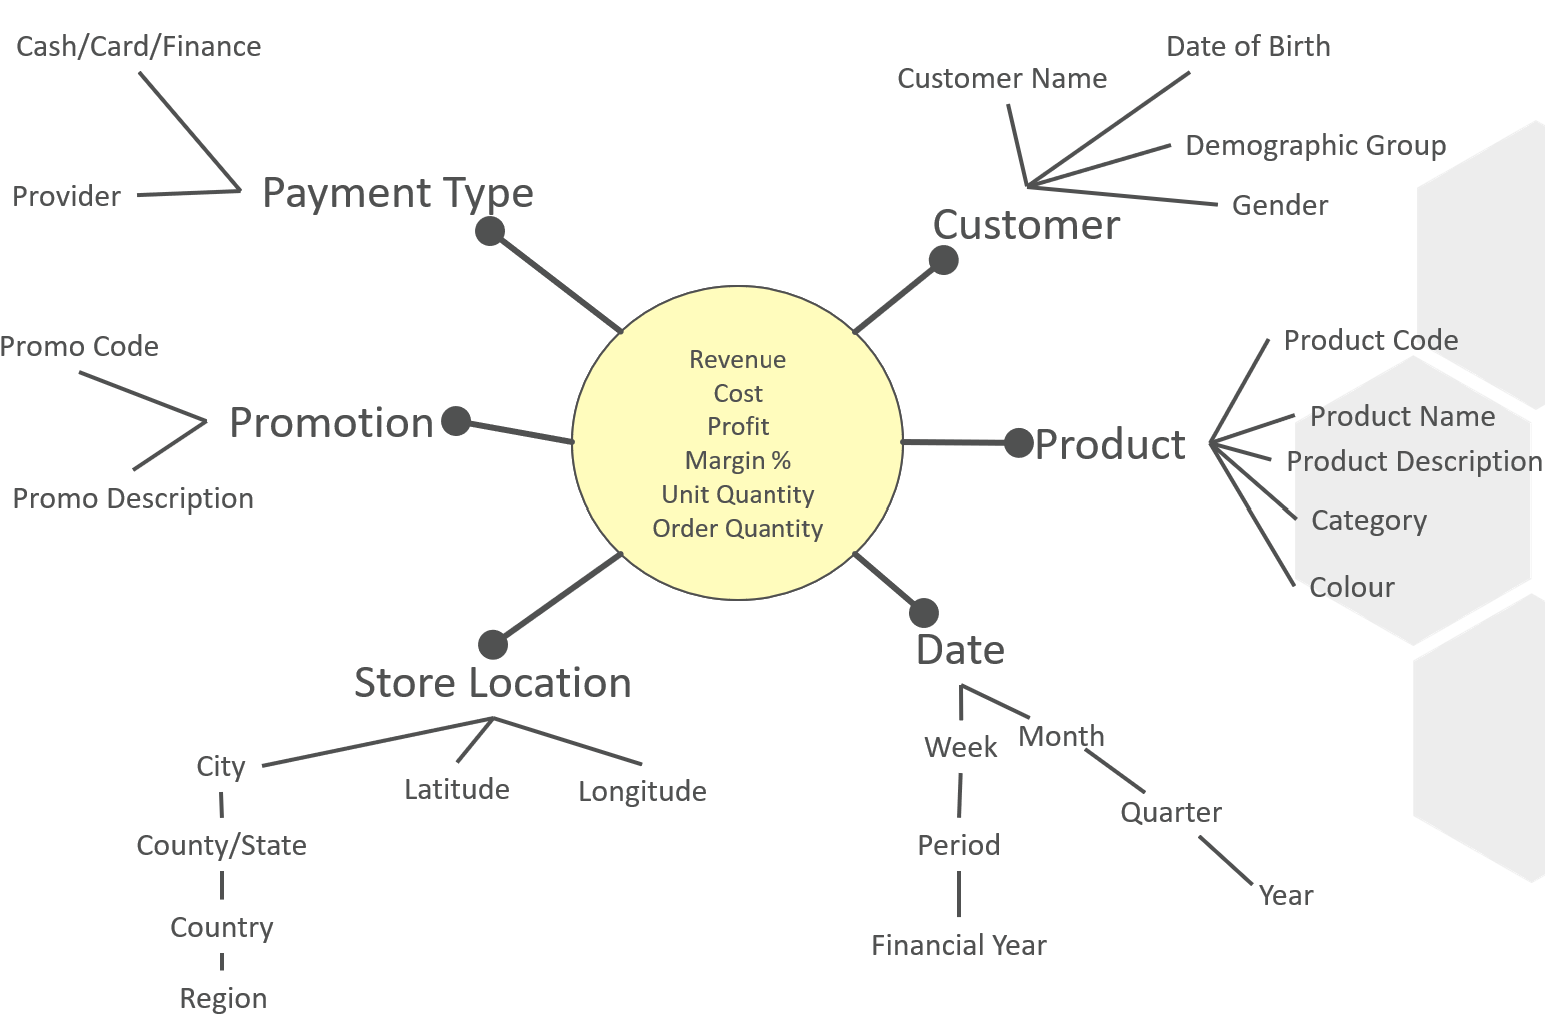 Cash/Card/Finance
Provider
Payment Type
Customer Name
Date of Birth
Demographic Group
Gender
Customer
Promo Code
Promotion
Promo Description
Revenue
Cost
Profit
Margin %
Unit Quantity
Order Quantity
Product
Product Code
Product Name
Product Description
Category
Colour
Store Location
City
Latitude
Longitude
County/State
Country
Region
Date
Week
Month
Period
Quarter
Financial Year
Year